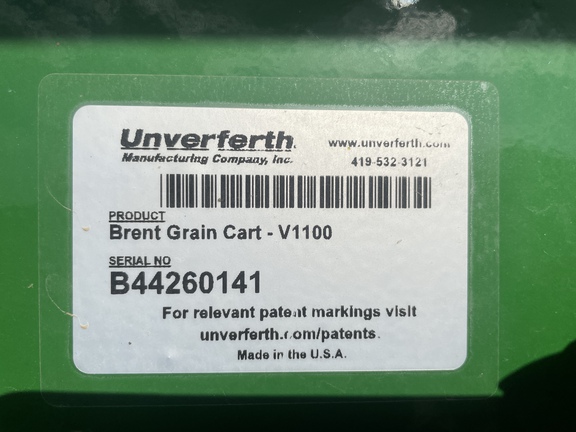 Unverferth
www.unverferth.com
Manufacturing Company, Inc.
419-532-3121
PRODUCT
Brent Grain Cart - V1100
SERIAL NO
B44260141
For relevant patent markings visit
unverferth.com/patents.
Made in the U.S.A.